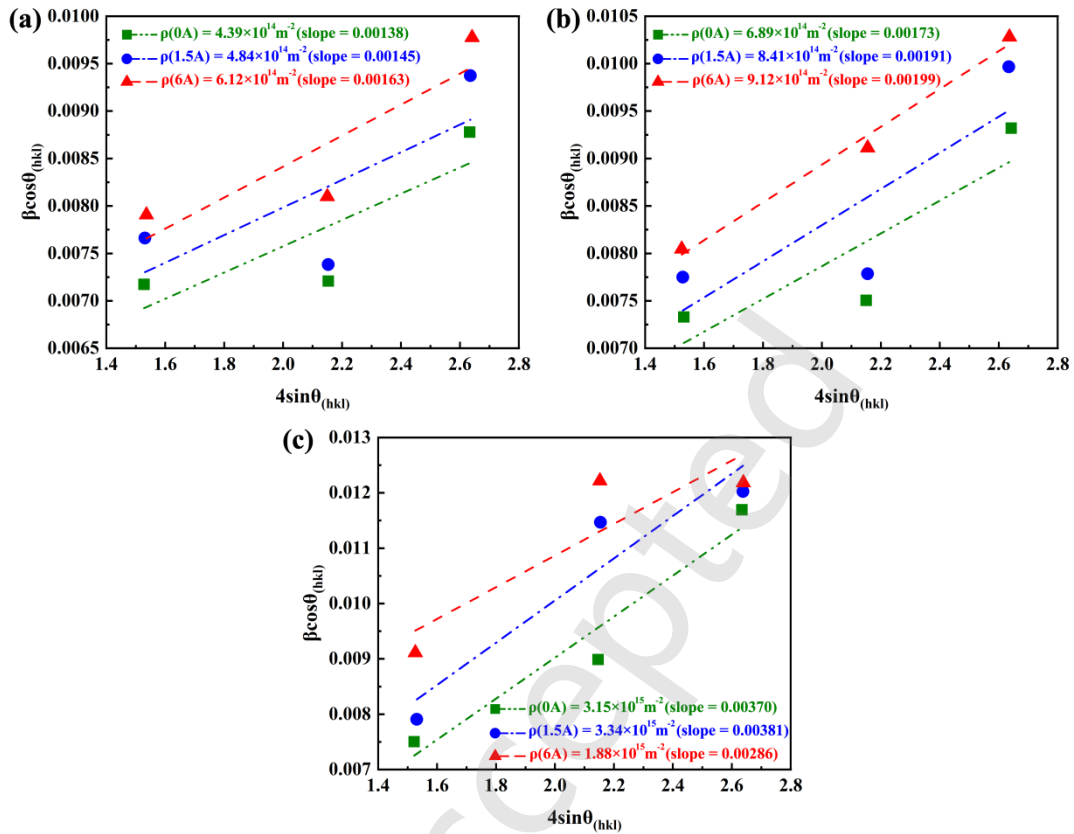 (a)
ρ(0A) = 4.39×10¹⁴m⁻²(slope = 0.00138)
ρ(1.5A) = 4.84×10¹⁴m⁻²(slope = 0.00145)
ρ(6A) = 6.12×10¹⁴m⁻²(slope = 0.00163)
0.0100
0.0095
0.0090
0.0085
0.0080
0.0075
0.0070
0.0065
βcosθ(hkl)
1.4 1.6 1.8 2.0 2.2 2.4 2.6 2.8
4sinθ(hkl)
(b)
ρ(0A) = 6.89×10¹⁴m⁻²(slope = 0.00173)
ρ(1.5A) = 8.41×10¹⁴m⁻²(slope = 0.00191)
ρ(6A) = 9.12×10¹⁴m⁻²(slope = 0.00199)
0.0105
0.0100
0.0095
0.0090
0.0085
0.0080
0.0075
0.0070
βcosθ(hkl)
1.4 1.6 1.8 2.0 2.2 2.4 2.6 2.8
4sinθ(hkl)
(c)
0.013
0.012
0.011
0.010
0.009
0.008
0.007
βcosθ(hkl)
ρ(0A) = 3.15×10¹⁵m⁻²(slope = 0.00370)
ρ(1.5A) = 3.34×10¹⁵m⁻²(slope = 0.00381)
ρ(6A) = 1.88×10¹⁵m⁻²(slope = 0.00286)
1.4 1.6 1.8 2.0 2.2 2.4 2.6 2.8
4sinθ(hkl)
cepted